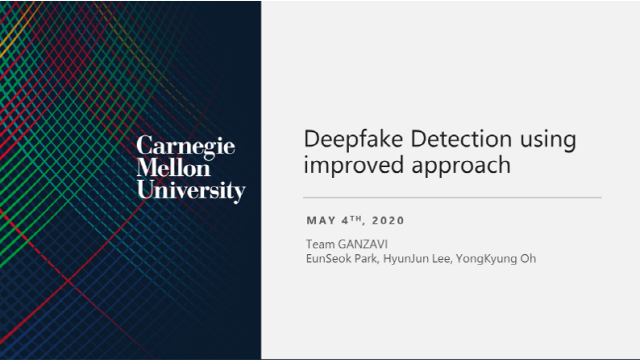 Carnegie
Mellon
University
Deepfake Detection using
improved approach
MAY 4TH, 2020
Team GANZAVI
EunSeok Park, HyunJun Lee, YongKyung Oh